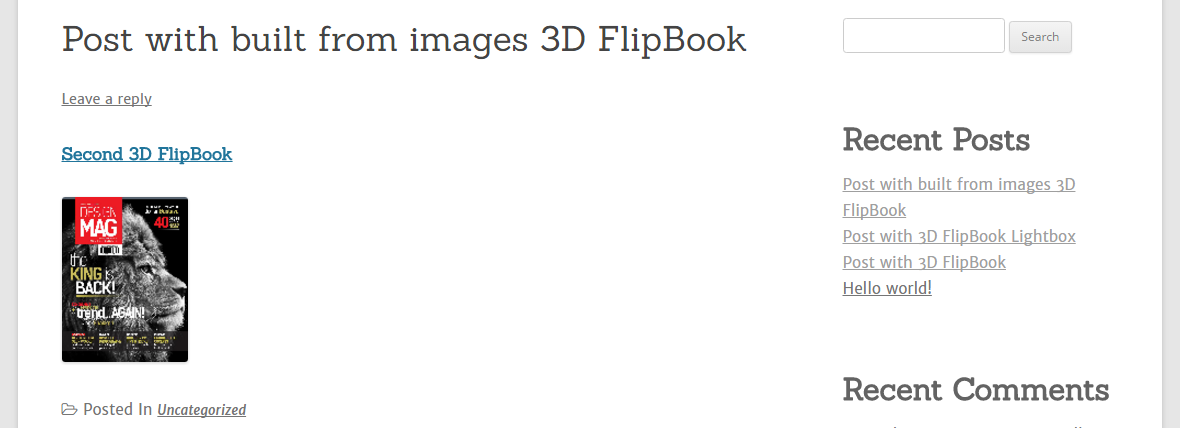 Post with built from images 3D FlipBook
Leave a reply
Second 3D FlipBook
DESIGN
MAG
40
the
KING is
BACK!
trend...AGAIN!
Posted In Uncategorized
Search
Recent Posts
Post with built from images 3D
FlipBook
Post with 3D FlipBook Lightbox
Post with 3D FlipBook
Hello world!
Recent Comments